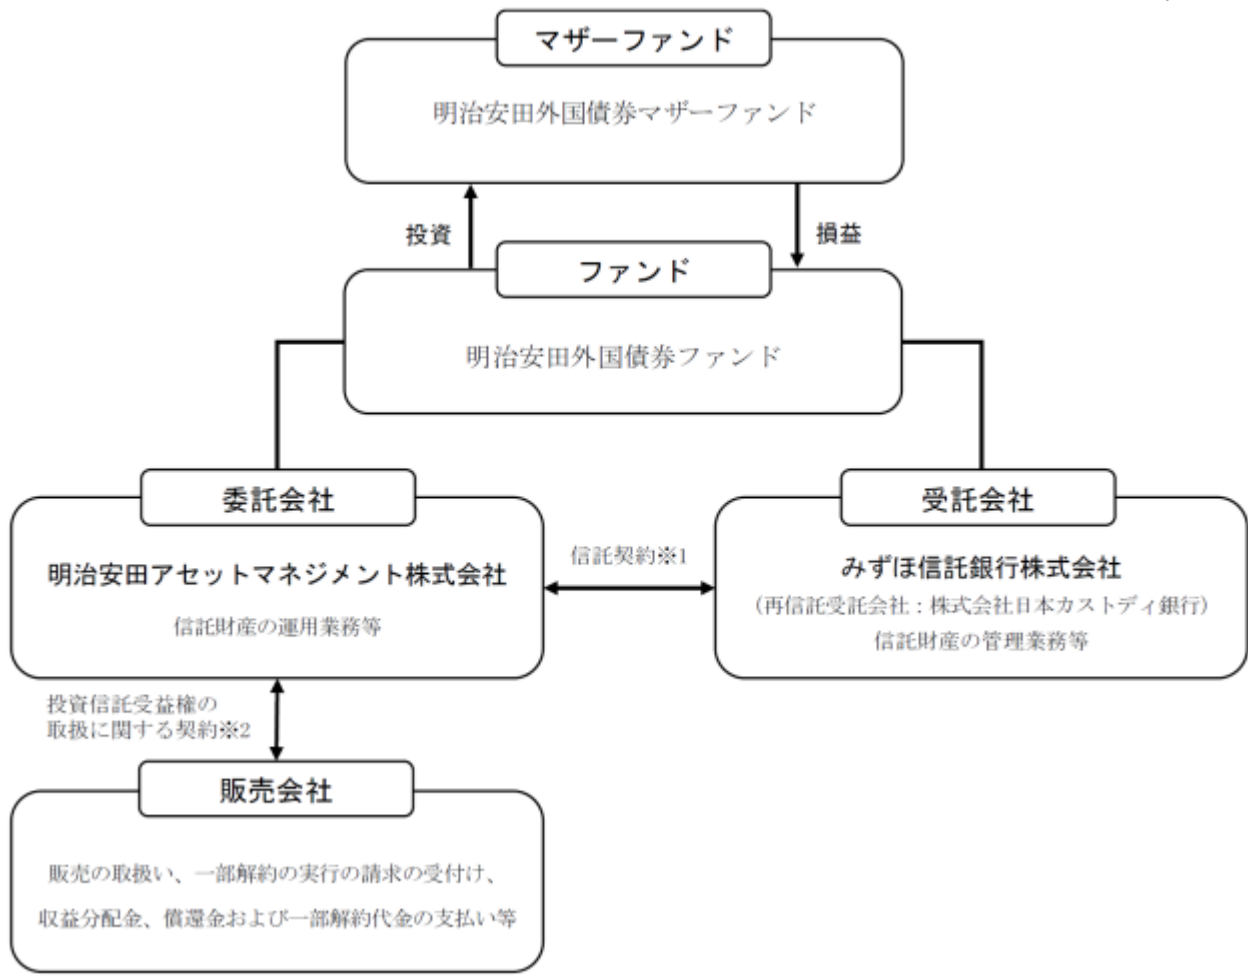 マザーファンド
明治安田外国債券マザーファンド
投資
損益
ファンド
明治安田外国債券ファンド
委託会社
明治安田アセットマネジメント株式会社
信託財産の運用業務等
信託契約※1
受託会社
みずほ信託銀行株式会社
（再信託受託会社：株式会社日本カストディ銀行）
信託財産の管理業務等
投資信託受益権の
取扱に関する契約※2
販売会社
販売の取扱い、一部解約の実行の請求の受付け、
収益分配金、償還金および一部解約代金の支払い等